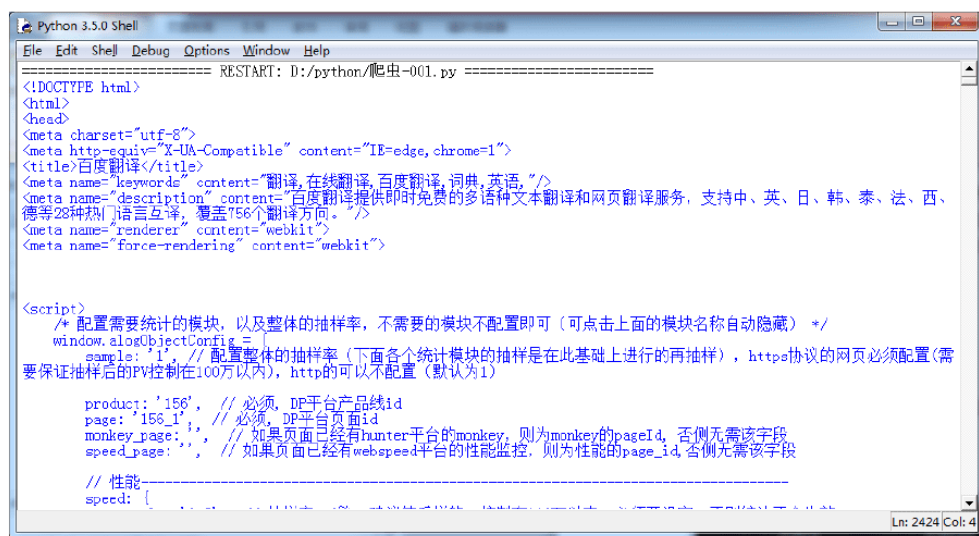 Python 3.5.0 Shell
File Edit Shell Debug Options Window Help
======================== RESTART: D:/python/爬虫-001.py ========================
<!DOCTYPE html>
<html>
<head>
<meta charset="utf-8">
<meta http-equiv="X-UA-Compatible" content="IE=edge,chrome=1">
<title>百度翻译</title>
<meta name="keywords" content="翻译,在线翻译,百度翻译,词典,英语,"/>
<meta name="description" content="百度翻译提供即时免费的多语种文本翻译和网页翻译服务，支持中、英、日、韩、泰、法、西、
德等28种热门语言互译，覆盖756个翻译方向。"/>
<meta name="renderer" content="webkit">
<meta name="force-rendering" content="webkit">
<script>
/* 配置需要统计的模块，以及整体的抽样率，不需要的模块不配置即可（可点击上面的模块名称自动隐藏） */
window.alogObjectConfig = {
sample: '1', // 配置整体的抽样率（下面各个统计模块的抽样是在此基础上进行的再抽样）, https协议的网页必须配置(需
要保证抽样后的PV控制在100万以内), http的可以不配置（默认为1）
product: '156', // 必须, DP平台产品线id
page: '156_1', // 必须, DP平台页面id
monkey_page: '', // 如果页面已经有hunter平台的monkey, 则为monkey的pageId, 否侧无需该字段
speed_page: '', // 如果页面已经有webspeed平台的性能监控, 则为性能的page_id,否侧无需该字段
// 性能-----------------------------------------------------------------------------------
speed: {
Ln: 2424 Col: 4